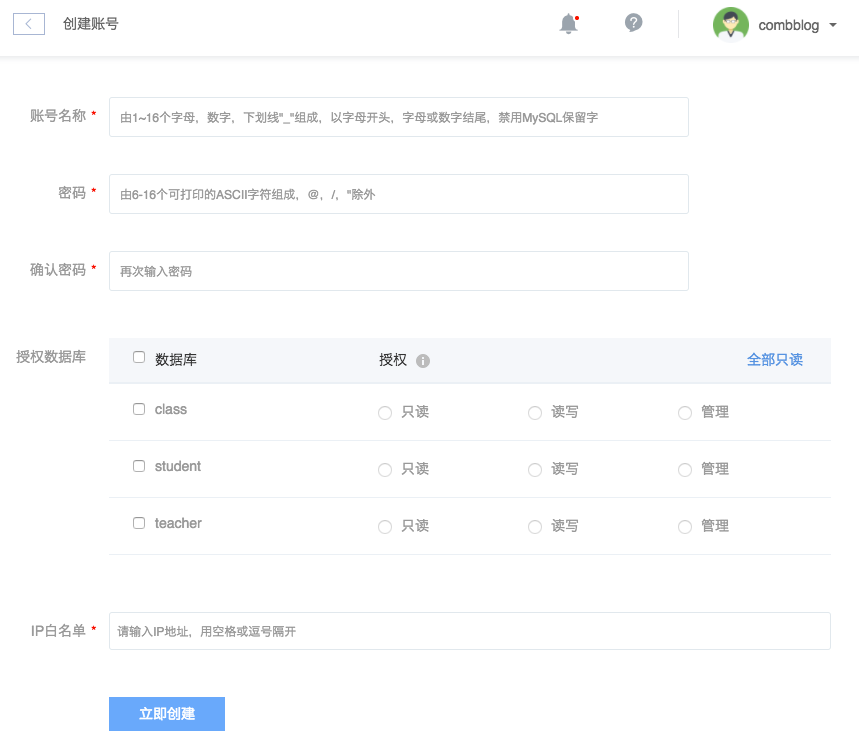 创建账号
combblog
账号名称 *
由1~16个字母，数字，下划线"_"组成，以字母开头，字母或数字结尾，禁用MySQL保留字
密码 *
由6-16个可打印的ASCII字符组成，@，/，"除外
确认密码 *
再次输入密码
授权数据库
数据库 授权 全部只读
class 只读 读写 管理
student 只读 读写 管理
teacher 只读 读写 管理
IP白名单 *
请输入IP地址，用空格或逗号隔开
立即创建